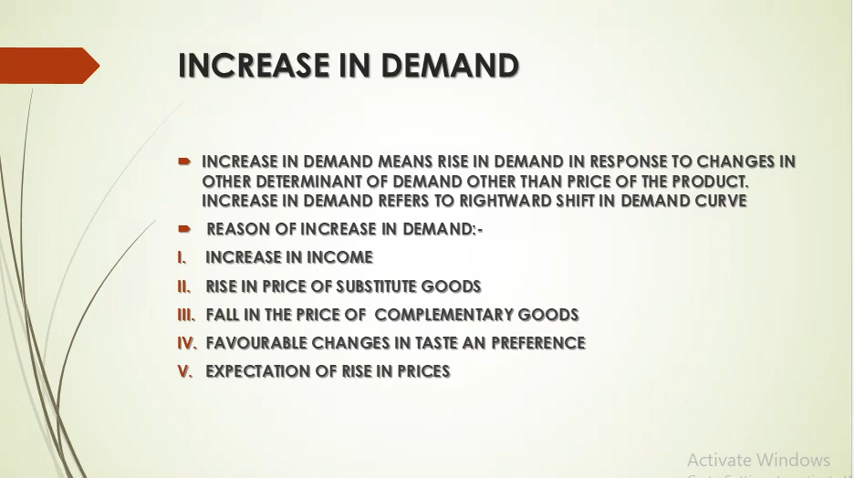 INCREASE IN DEMAND
INCREASE IN DEMAND MEANS RISE IN DEMAND IN RESPONSE TO CHANGES IN
OTHER DETERMINANT OF DEMAND OTHER THAN PRICE OF THE PRODUCT.
INCREASE IN DEMAND REFERS TO RIGHTWARD SHIFT IN DEMAND CURVE
REASON OF INCREASE IN DEMAND:-
I. INCREASE IN INCOME
II. RISE IN PRICE OF SUBSTITUTE GOODS
III. FALL IN THE PRICE OF COMPLEMENTARY GOODS
IV. FAVOURABLE CHANGES IN TASTE AN PREFERENCE
V. EXPECTATION OF RISE IN PRICES
Activate Windows